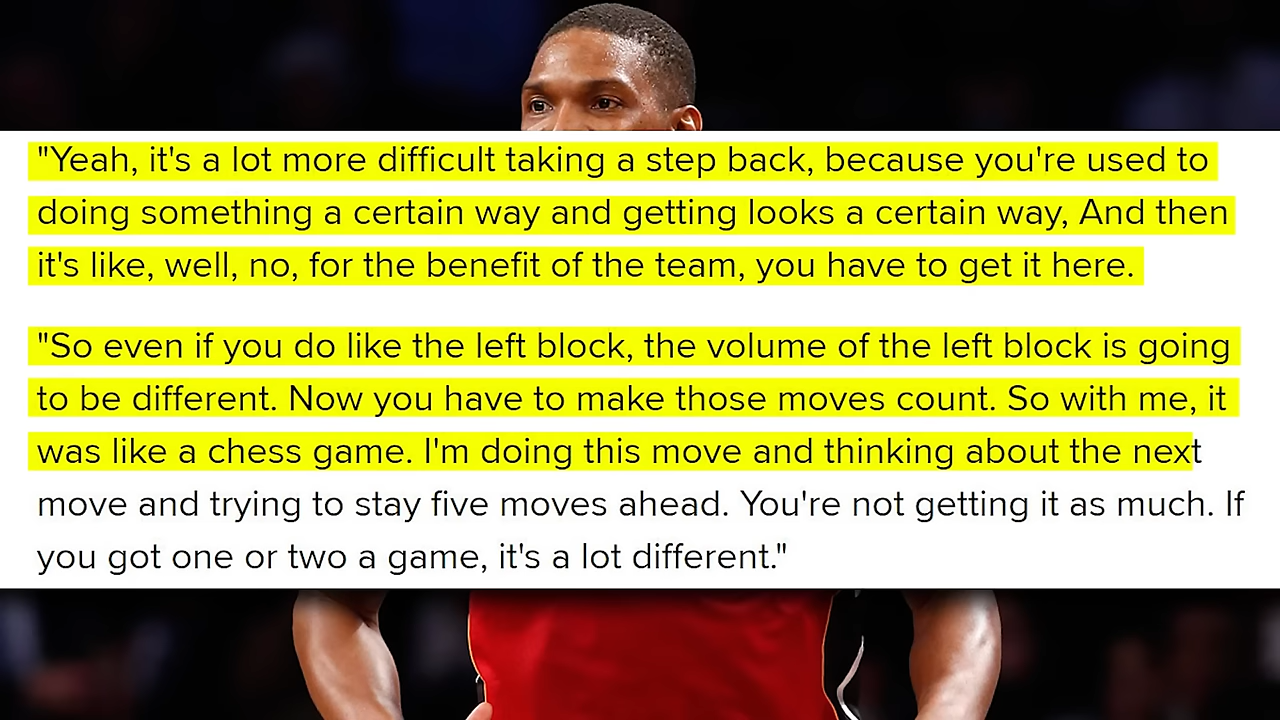 "Yeah, it's a lot more difficult taking a step back, because you're used to
doing something a certain way and getting looks a certain way, And then
it's like, well, no, for the benefit of the team, you have to get it here.
"So even if you do like the left block, the volume of the left block is going
to be different. Now you have to make those moves count. So with me, it
was like a chess game. I'm doing this move and thinking about the next
move and trying to stay five moves ahead. You're not getting it as much. If
you got one or two a game, it's a lot different."